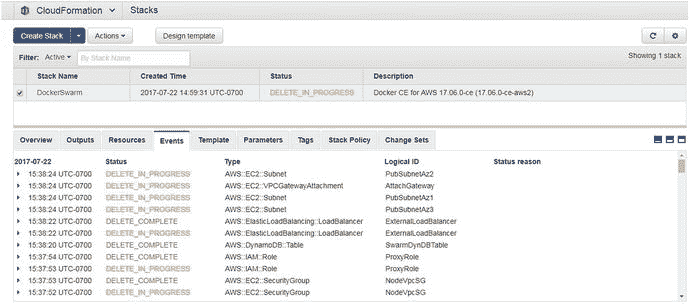 CloudFormation Stacks
Create Stack Actions Design template
Filter: Active By Stack Name Showing 1 stack
Stack Name Created Time Status Description
DockerSwarm 2017-07-22 14:59:31 UTC-0700 DELETE_IN_PROGRESS Docker CE for AWS 17.06.0-ce (17.06.0-ce-aws2)
Overview Outputs Resources Events Template Parameters Tags Stack Policy Change Sets
2017-07-22 Status Type Logical ID Status reason
15:38:24 UTC-0700 DELETE_IN_PROGRESS AWS::EC2::Subnet PubSubnetAz2
15:38:24 UTC-0700 DELETE_IN_PROGRESS AWS::EC2::VPCGatewayAttachment AttachGateway
15:38:24 UTC-0700 DELETE_IN_PROGRESS AWS::EC2::Subnet PubSubnetAz1
15:38:24 UTC-0700 DELETE_IN_PROGRESS AWS::EC2::Subnet PubSubnetAz3
15:38:22 UTC-0700 DELETE_COMPLETE AWS::ElasticLoadBalancing::LoadBalancer ExternalLoadBalancer
15:38:22 UTC-0700 DELETE_IN_PROGRESS AWS::ElasticLoadBalancing::LoadBalancer ExternalLoadBalancer
15:38:20 UTC-0700 DELETE_COMPLETE AWS::DynamoDB::Table SwarmDynDBTable
15:37:54 UTC-0700 DELETE_COMPLETE AWS::IAM::Role ProxyRole
15:37:53 UTC-0700 DELETE_IN_PROGRESS AWS::IAM::Role ProxyRole
15:37:53 UTC-0700 DELETE_COMPLETE AWS::EC2::SecurityGroup NodeVpcSG
15:37:52 UTC-0700 DELETE_IN_PROGRESS AWS::EC2::SecurityGroup NodeVpcSG